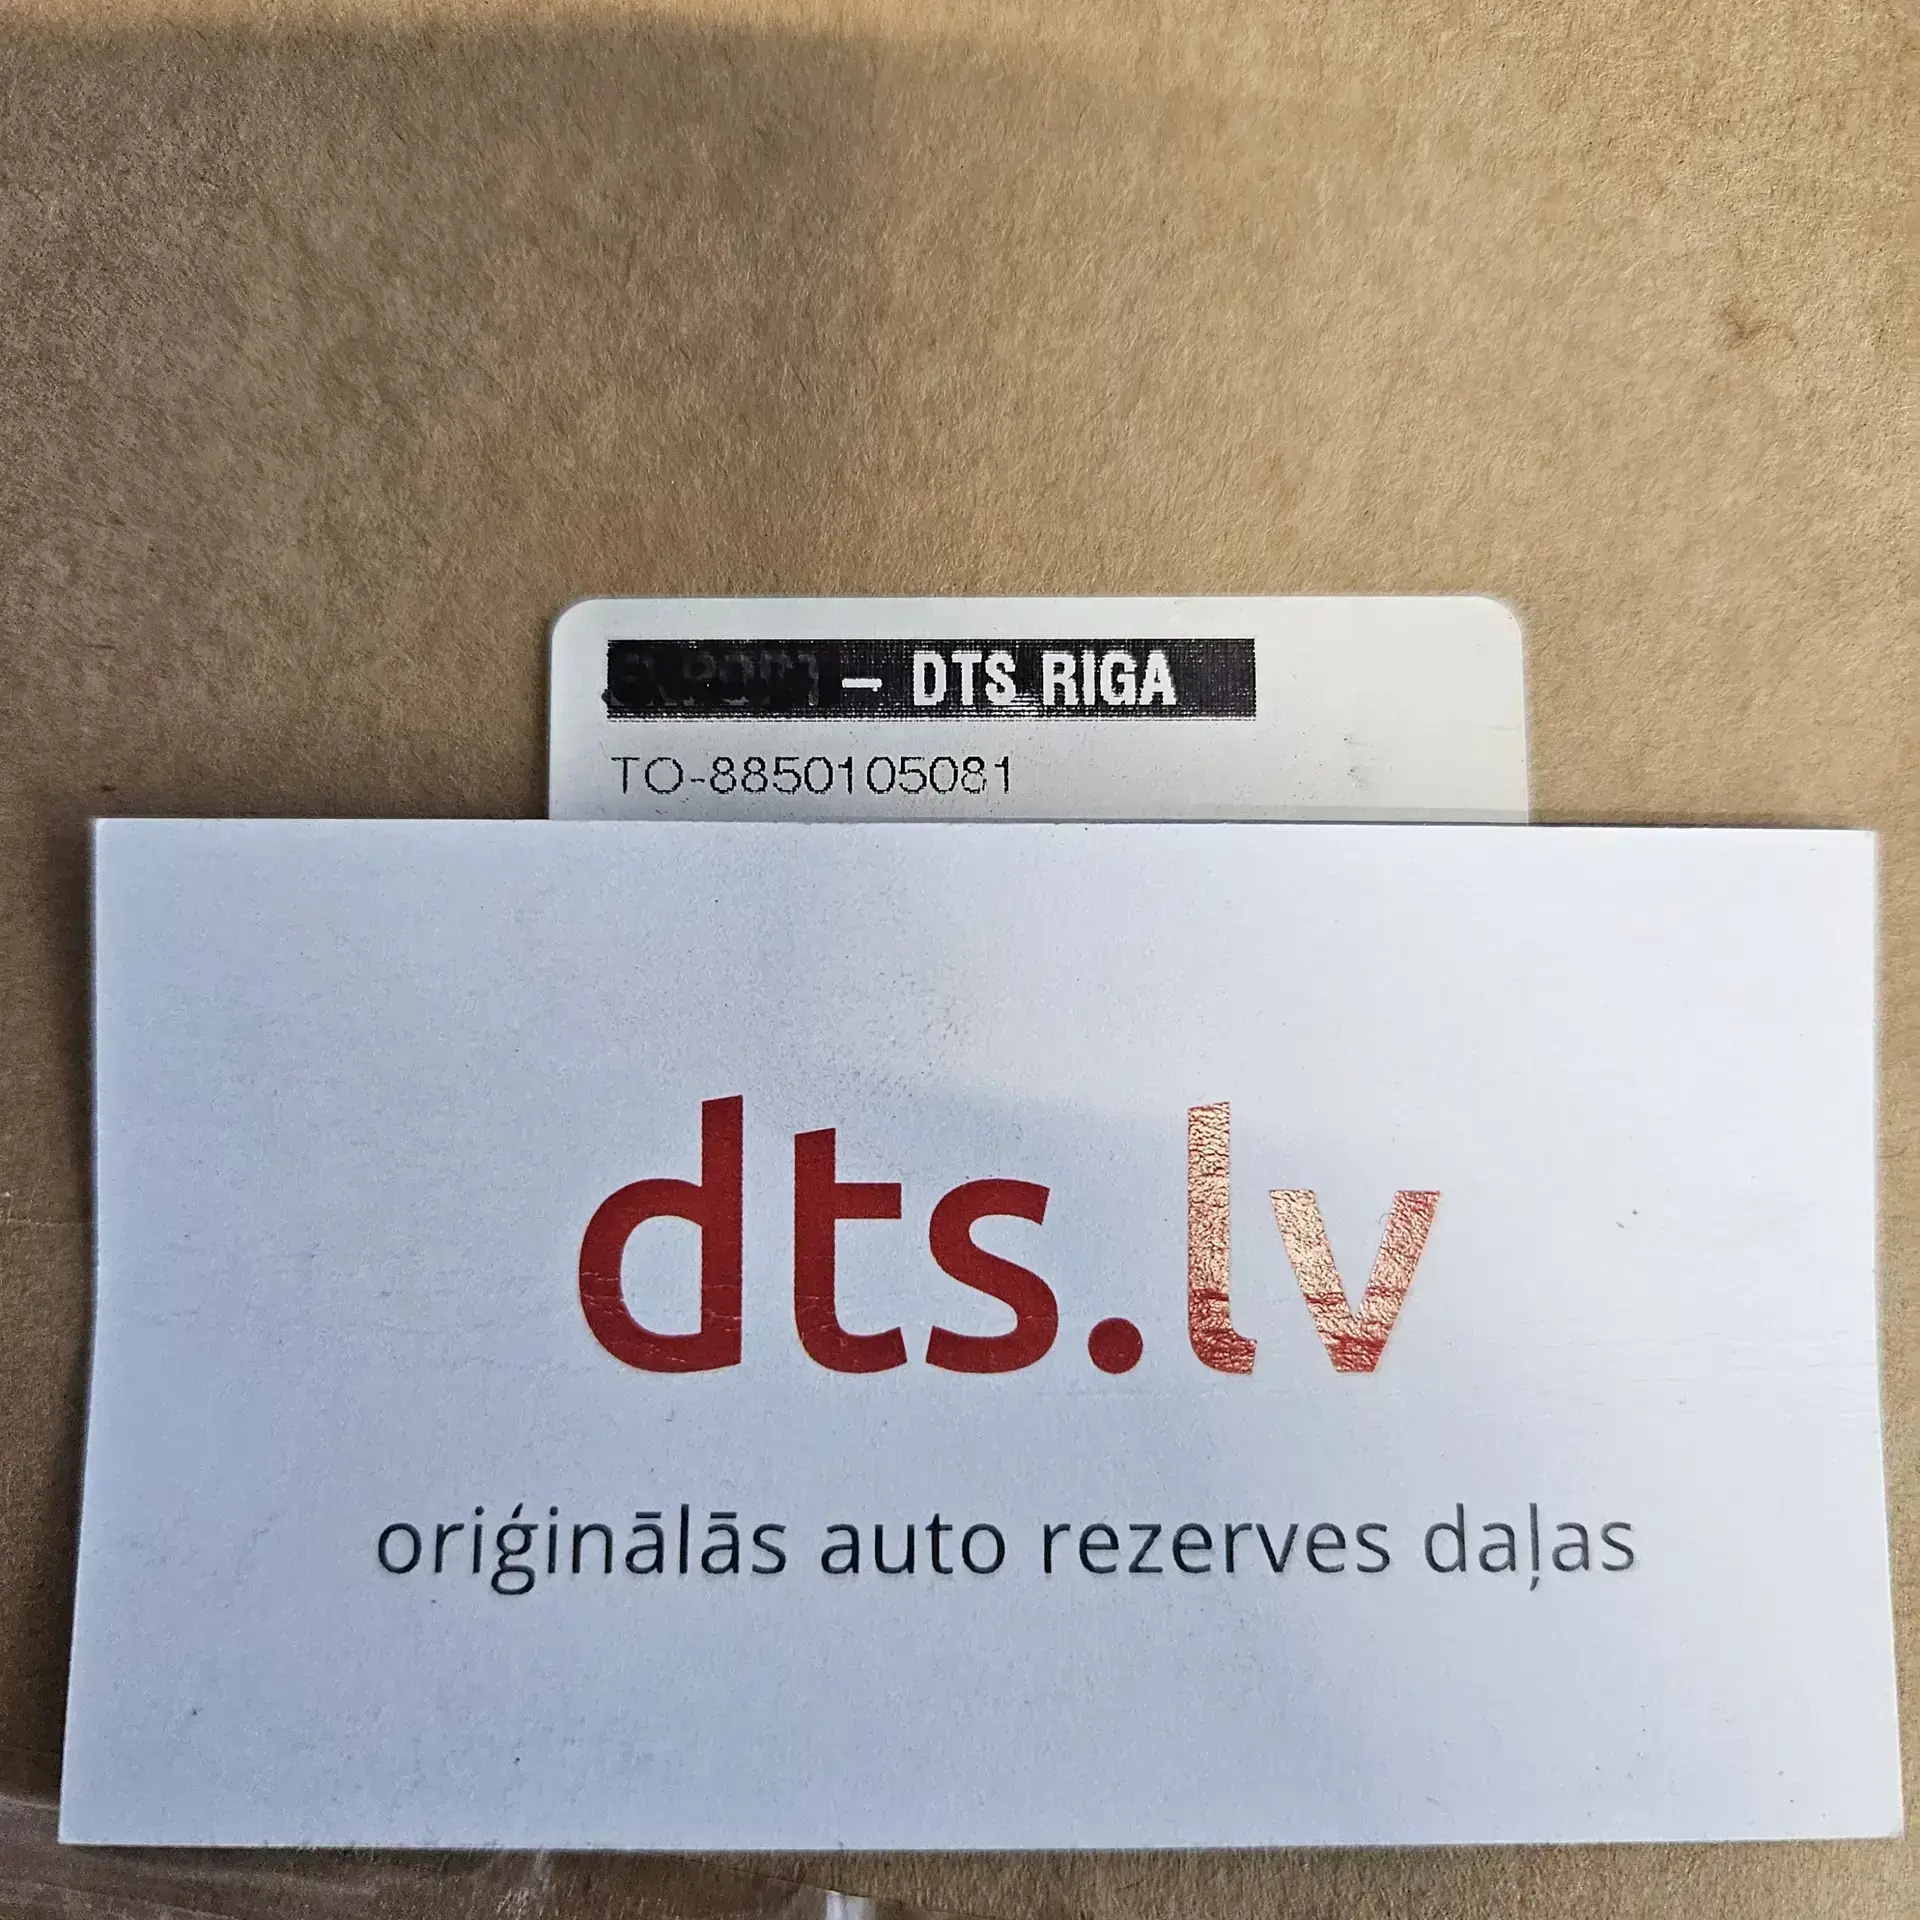 – DTS RIGA
TO-8850105081
dts.lv
oriģinālās auto rezerves daļas